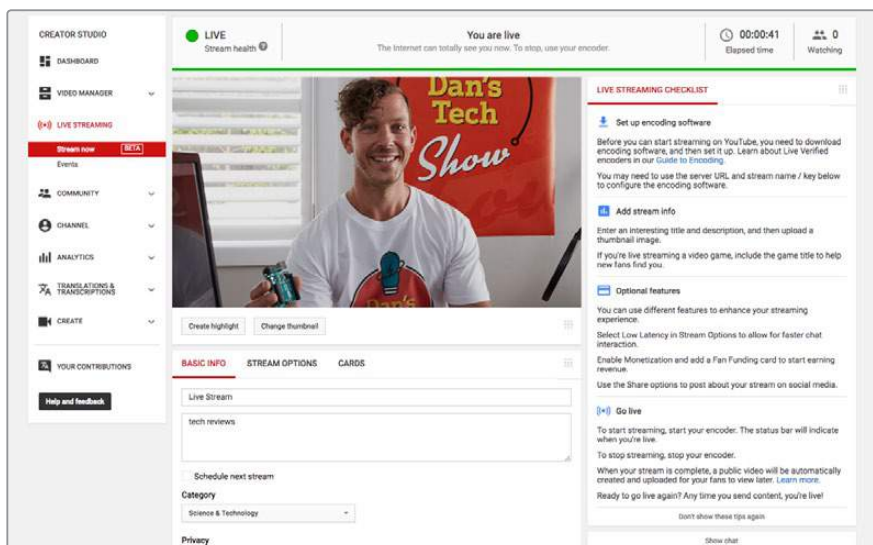 CREATOR STUDIO
DASHBOARD
VIDEO MANAGER
LIVE STREAMING
Stream now BETA
Events
COMMUNITY
CHANNEL
ANALYTICS
TRANSLATIONS &
TRANSCRIPTIONS
CREATE
YOUR CONTRIBUTIONS
Help and feedback
LIVE
Stream health ?
You are live
The Internet can totally see you now. To stop, use your encoder.
00:00:41
Elapsed time
0
Watching
Dan's
Tech
Show
Dan's
Create highlight
Change thumbnail
BASIC INFO
STREAM OPTIONS
CARDS
Live Stream
tech reviews
Schedule next stream
Category
Science & Technology
Privacy
LIVE STREAMING CHECKLIST
Set up encoding software
Before you can start streaming on YouTube, you need to download
encoding software, and then set it up. Learn about Live Verified
encoders in our Guide to Encoding.
You may need to use the server URL and stream name / key below
to configure the encoding software.
Add stream info
Enter an interesting title and description, and then upload a
thumbnail image.
If you're live streaming a video game, include the game title to help
new fans find you.
Optional features
You can use different features to enhance your streaming
experience.
Select Low Latency in Stream Options to allow for faster chat
interaction.
Enable Monetization and add a Fan Funding card to start earning
revenue.
Use the Share options to post about your stream on social media.
Go live
To start streaming, start your encoder. The status bar will indicate
when you're live.
To stop streaming, stop your encoder.
When your stream is complete, a public video will be automatically
created and uploaded for your fans to view later. Learn more.
Ready to go live again? Any time you send content, you're live!
Don't show these tips again
Show chat